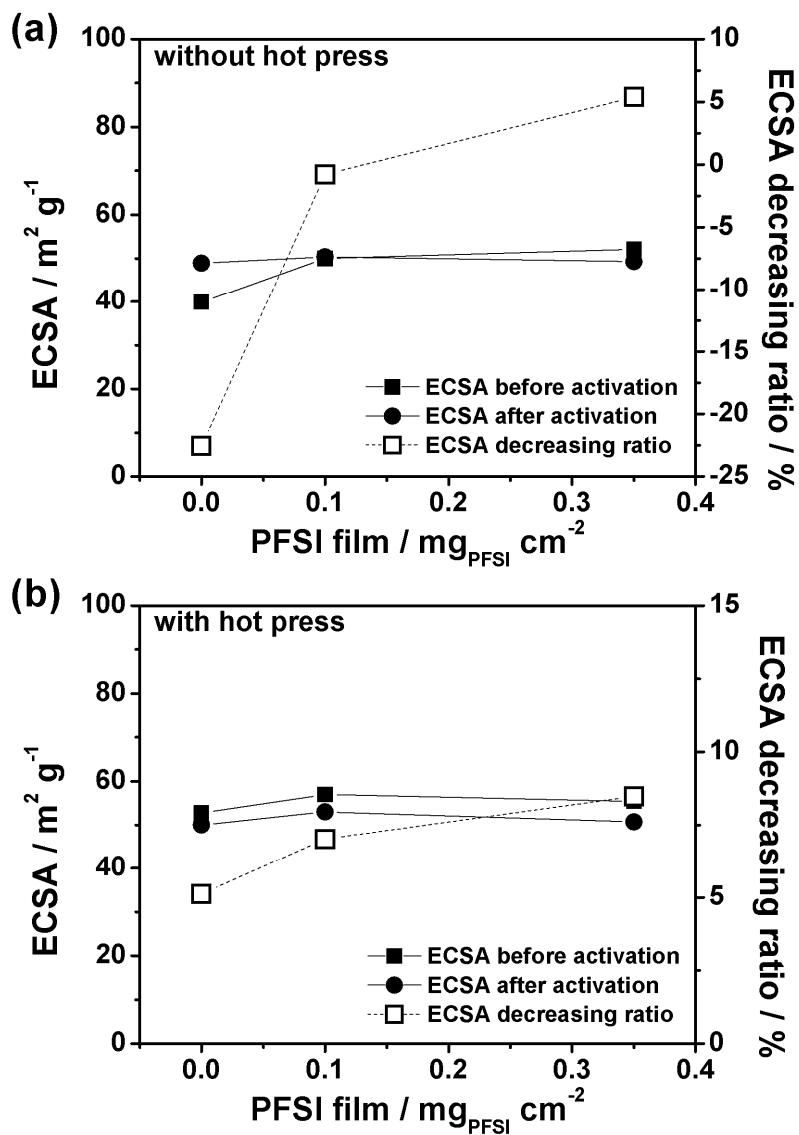 (a)
without hot press
100
80
60
40
20
0
ECSA / m² g⁻¹
10
5
0
-5
-10
-15
-20
-25
ECSA decreasing ratio / %
ECSA before activation
ECSA after activation
ECSA decreasing ratio
0.0 0.1 0.2 0.3 0.4
PFSI film / mg_PFSI cm⁻²
(b)
with hot press
100
80
60
40
20
0
ECSA / m² g⁻¹
15
10
5
0
ECSA decreasing ratio / %
ECSA before activation
ECSA after activation
ECSA decreasing ratio
0.0 0.1 0.2 0.3 0.4
PFSI film / mg_PFSI cm⁻²